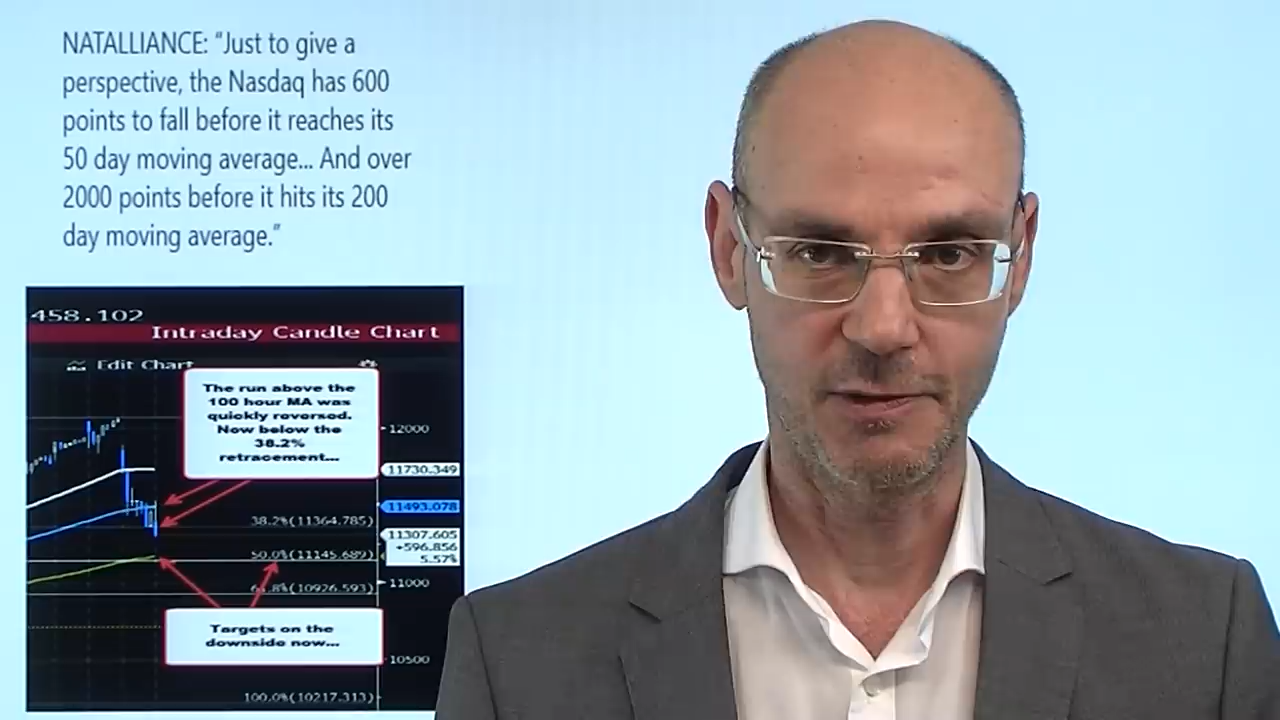 NATALLIANCE: “Just to give a
perspective, the Nasdaq has 600
points to fall before it reaches its
50 day moving average... And over
2000 points before it hits its 200
day moving average.”
458.102
Intraday Candle Chart
Edit Chart
The run above the
100 hour MA was
quickly reversed.
Now below the
38.2%
retracement...
12000
11730.349
11493.078
38.2%(11364.785)
11307.605
+596.856
5.57%
50.0%(11145.689)
11000
61.8%(10926.593)
Targets on the
downside now...
10500
100.0%(10217.313)